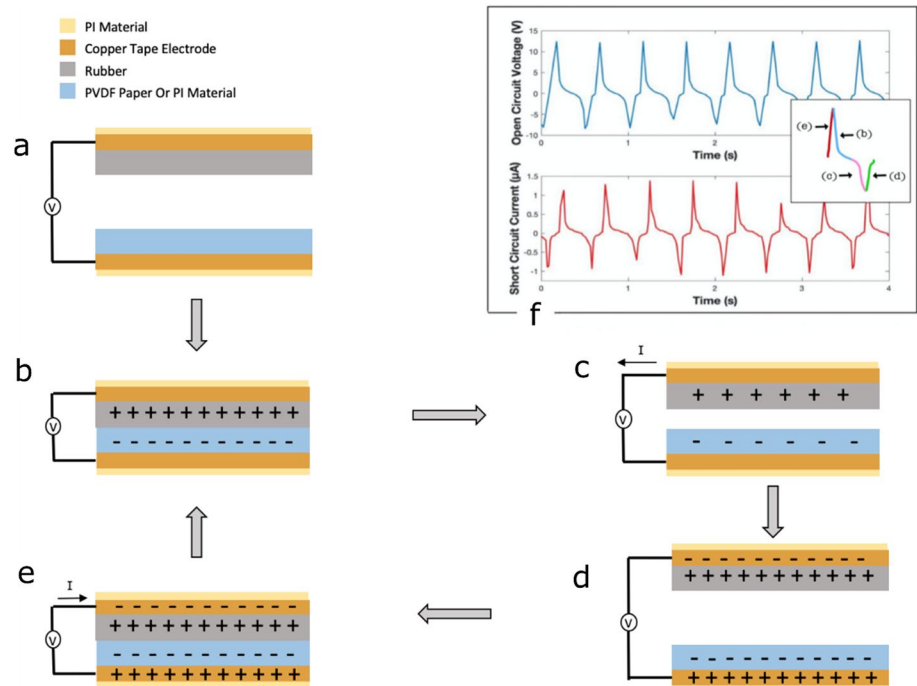 PI Material
Copper Tape Electrode
Rubber
PVDF Paper Or PI Material
a
V
b
V
+ + + + + + + + + + +
- - - - - - - - - - -
c
I
V
+ + + + + +
- - - - - -
d
V
- - - - - - - - - - -
+ + + + + + + + + + +
- - - - - - - - - - -
+ + + + + + + + + + +
e
I
V
- - - - - - - - - - -
+ + + + + + + + + + +
- - - - - - - - - - -
+ + + + + + + + + + +
f
Open Circuit Voltage (V)
15
10
5
0
-5
-10
0 1 2 3 4
Time (s)
(e) (b)
(c) (d)
Short Circuit Current (μA)
1.5
1
0.5
0
-0.5
-1
0 1 2 3 4
Time (s)